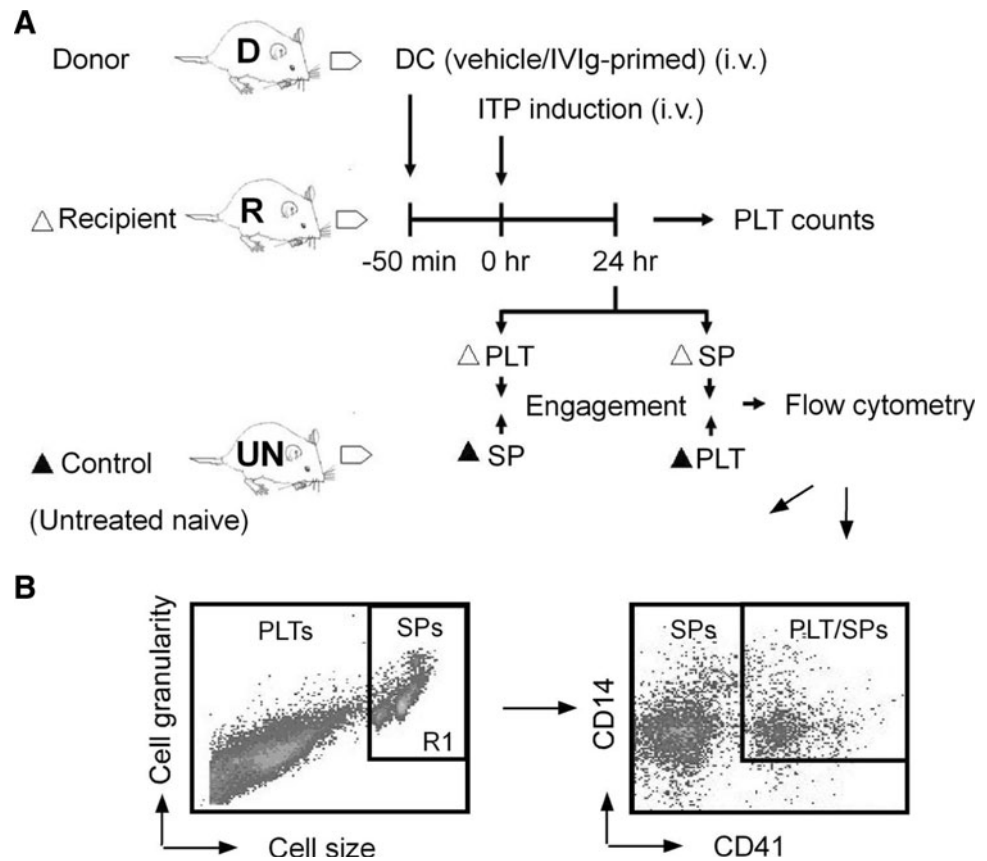 A
Donor D DC (vehicle/IVIg-primed) (i.v.)
ITP induction (i.v.)
△ Recipient R PLT counts
-50 min 0 hr 24 hr
△ PLT △ SP
Engagement Flow cytometry
▲ SP ▲ PLT
▲ Control UN
(Untreated naive)
B
Cell granularity
PLTs SPs
R1
Cell size
CD14
SPs PLT/SPs
CD41